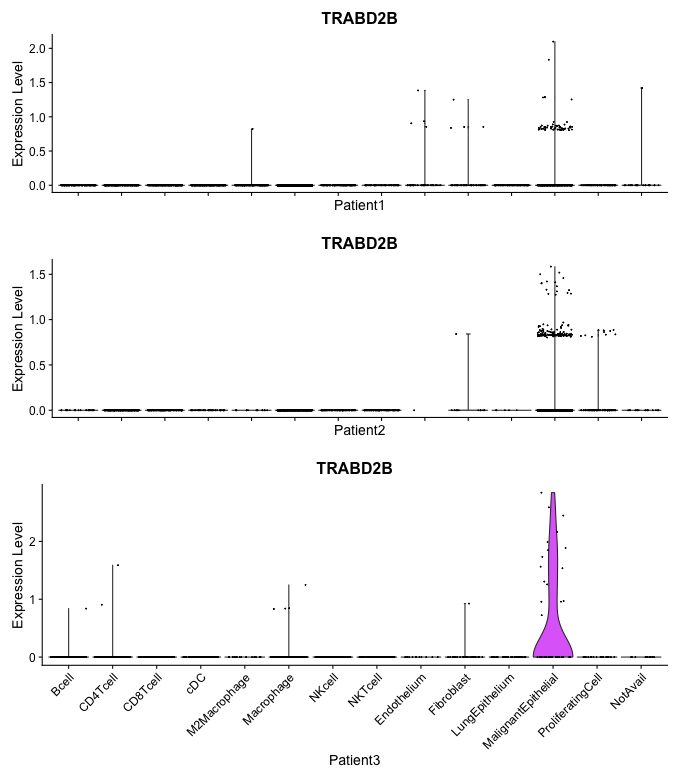 TRABD2B
Expression Level
2.0
1.5
1.0
0.5
0.0
Patient1
TRABD2B
Expression Level
1.5
1.0
0.5
0.0
Patient2
TRABD2B
Expression Level
2
1
0
Bcell
CD4Tcell
CD8Tcell
cDC
M2Macrophage
Macrophage
NKcell
NKTcell
Endothelium
Fibroblast
LungEpithelium
MalignantEpithelial
ProliferatingCell
NotAvail
Patient3